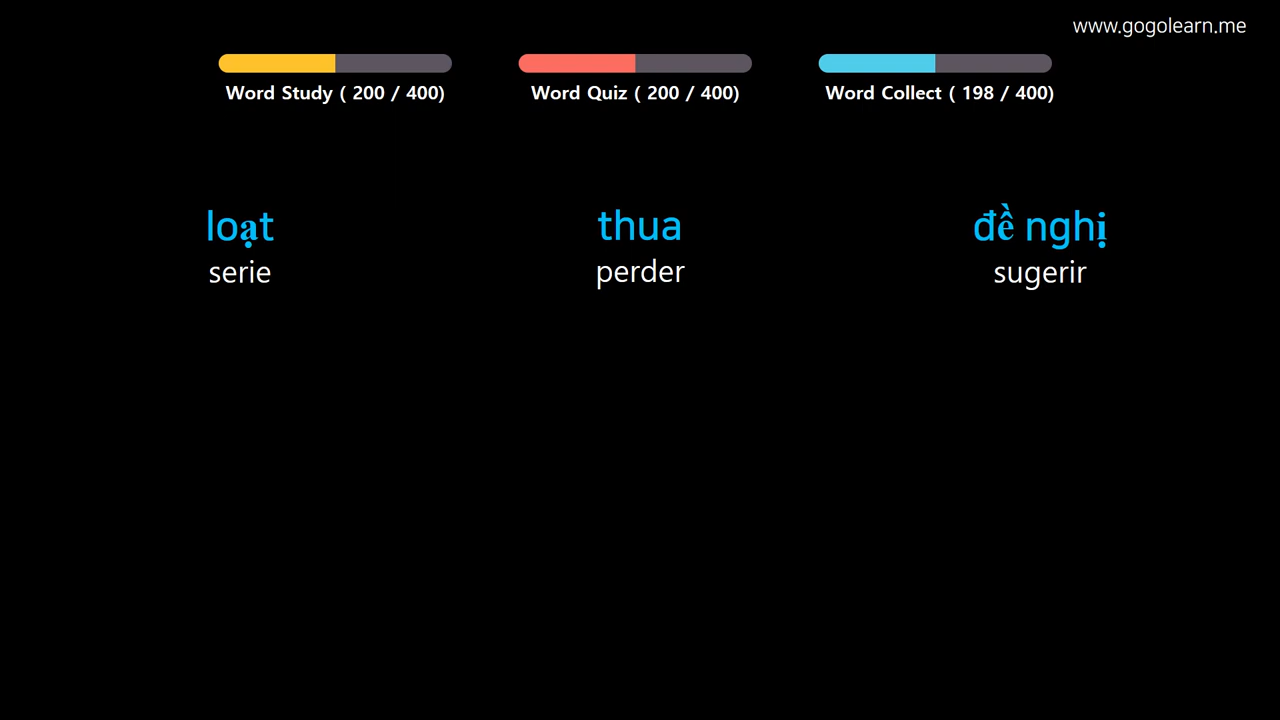 www.gogolearn.me
Word Study ( 200 / 400)
Word Quiz ( 200 / 400)
Word Collect ( 198 / 400)
loạt
serie
thua
perder
đề nghị
sugerir